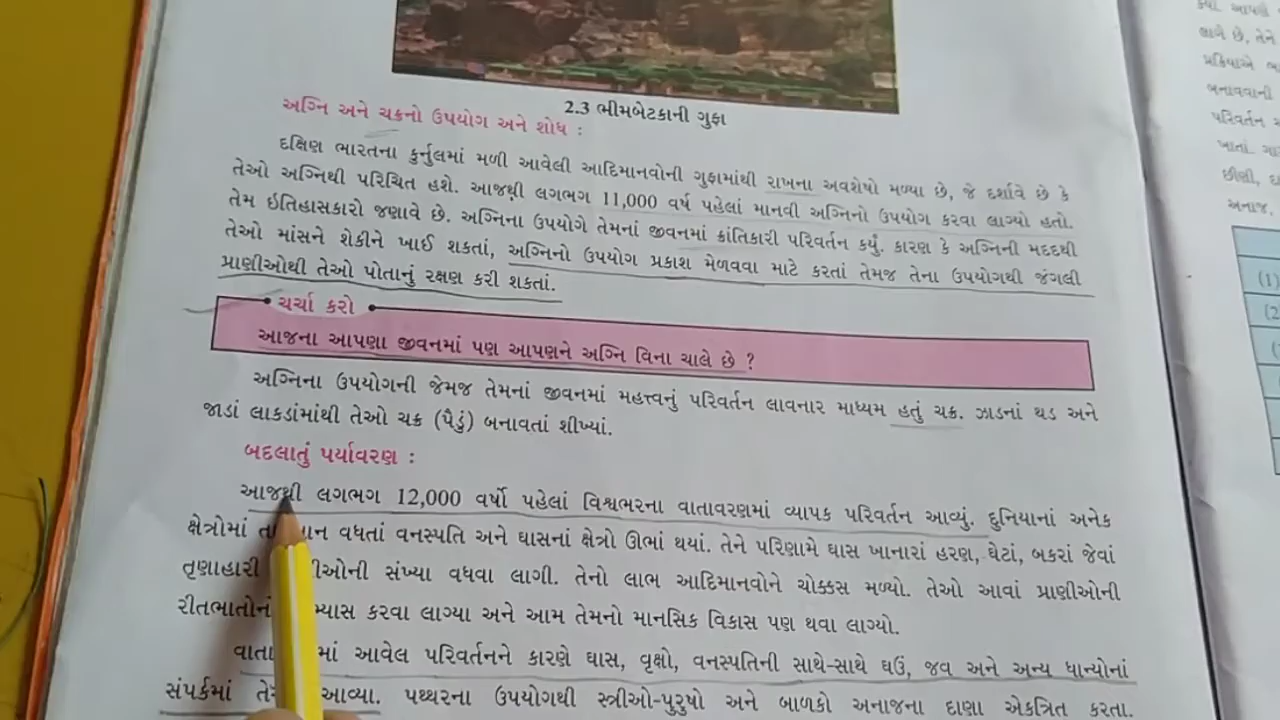 2.3 ભીમબેટકાની ગુફા
અગ્નિ અને ચક્રનો ઉપયોગ અને શોધ :
દક્ષિણ ભારતના કુર્નુલમાં મળી આવેલી આદિમાનવોની ગુફામાંથી રાખના અવશેષો મળ્યા છે, જે દર્શાવે છે કે
તેઓ અગ્નિથી પરિચિત હશે. આજથી લગભગ 11,000 વર્ષ પહેલાં માનવી અગ્નિનો ઉપયોગ કરવા લાગ્યો હતો.
તેમ ઇતિહાસકારો જણાવે છે. અગ્નિના ઉપયોગે તેમનાં જીવનમાં ક્રાંતિકારી પરિવર્તન કર્યું. કારણ કે અગ્નિની મદદથી
તેઓ માંસને શેકીને ખાઈ શકતાં, અગ્નિનો ઉપયોગ પ્રકાશ મેળવવા માટે કરતાં તેમજ તેના ઉપયોગથી જંગલી
પ્રાણીઓથી તેઓ પોતાનું રક્ષણ કરી શકતાં.
ચર્ચા કરો
આજના આપણા જીવનમાં પણ આપણને અગ્નિ વિના ચાલે છે ?
અગ્નિના ઉપયોગની જેમજ તેમનાં જીવનમાં મહત્ત્વનું પરિવર્તન લાવનાર માધ્યમ હતું ચક્ર. ઝાડનાં થડ અને
જાડાં લાકડાંમાંથી તેઓ ચક્ર (પૈડું) બનાવતાં શીખ્યાં.
બદલાતું પર્યાવરણ :
આજથી લગભગ 12,000 વર્ષો પહેલાં વિશ્વભરના વાતાવરણમાં વ્યાપક પરિવર્તન આવ્યું. દુનિયાનાં અનેક
ક્ષેત્રોમાં વધતાં વનસ્પતિ અને ઘાસનાં ક્ષેત્રો ઊભાં થયાં. તેને પરિણામે ઘાસ ખાનારાં હરણ, ઘેટાં, બકરાં જેવાં
તૃણાહારી સંખ્યા વધવા લાગી. તેનો લાભ આદિમાનવોને ચોક્કસ મળ્યો. તેઓ આવાં પ્રાણીઓની
રીતભાતોનો કરવા લાગ્યા અને આમ તેમનો માનસિક વિકાસ પણ થવા લાગ્યો.
આવેલ પરિવર્તનને કારણે ઘાસ, વૃક્ષો, વનસ્પતિની સાથે-સાથે ઘઉં, જવ અને અન્ય ધાન્યોનાં
સંપર્કમાં આવ્યા. પથ્થરના ઉપયોગથી સ્ત્રીઓ-પુરુષો અને બાળકો અનાજના દાણા એકત્રિત કરતા.
લાગે છે, તેને
બનાવવાની
પરિવર્તન
અનાજ,
(1)